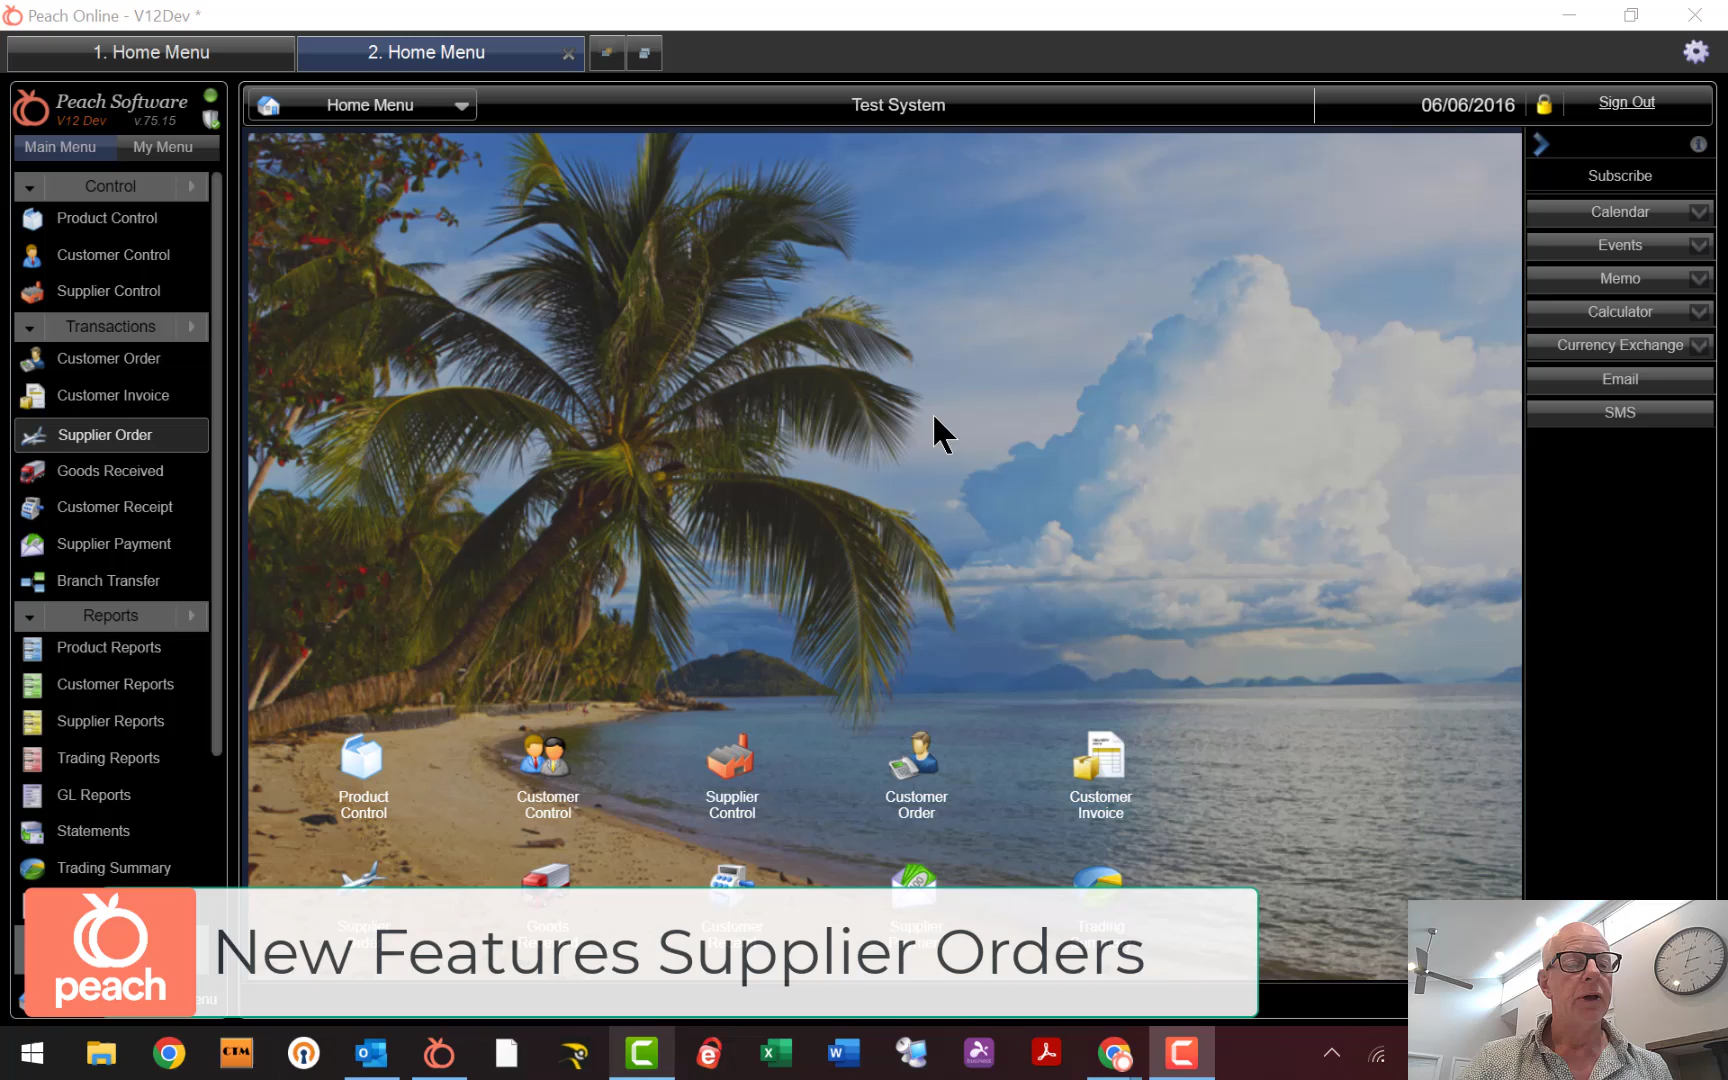 Peach Online - V12Dev *
1. Home Menu
2. Home Menu
Peach Software
V12 Dev v.75.15
Main Menu My Menu
Home Menu
Test System
06/06/2016
Sign Out
Control
Product Control
Customer Control
Supplier Control
Transactions
Customer Order
Customer Invoice
Supplier Order
Goods Received
Customer Receipt
Supplier Payment
Branch Transfer
Reports
Product Reports
Customer Reports
Supplier Reports
Trading Reports
GL Reports
Statements
Trading Summary
Subscribe
Calendar
Events
Memo
Calculator
Currency Exchange
Email
SMS
Product
Control
Customer
Control
Supplier
Control
Customer
Order
Customer
Invoice
New Features Supplier Orders
peach
CTM